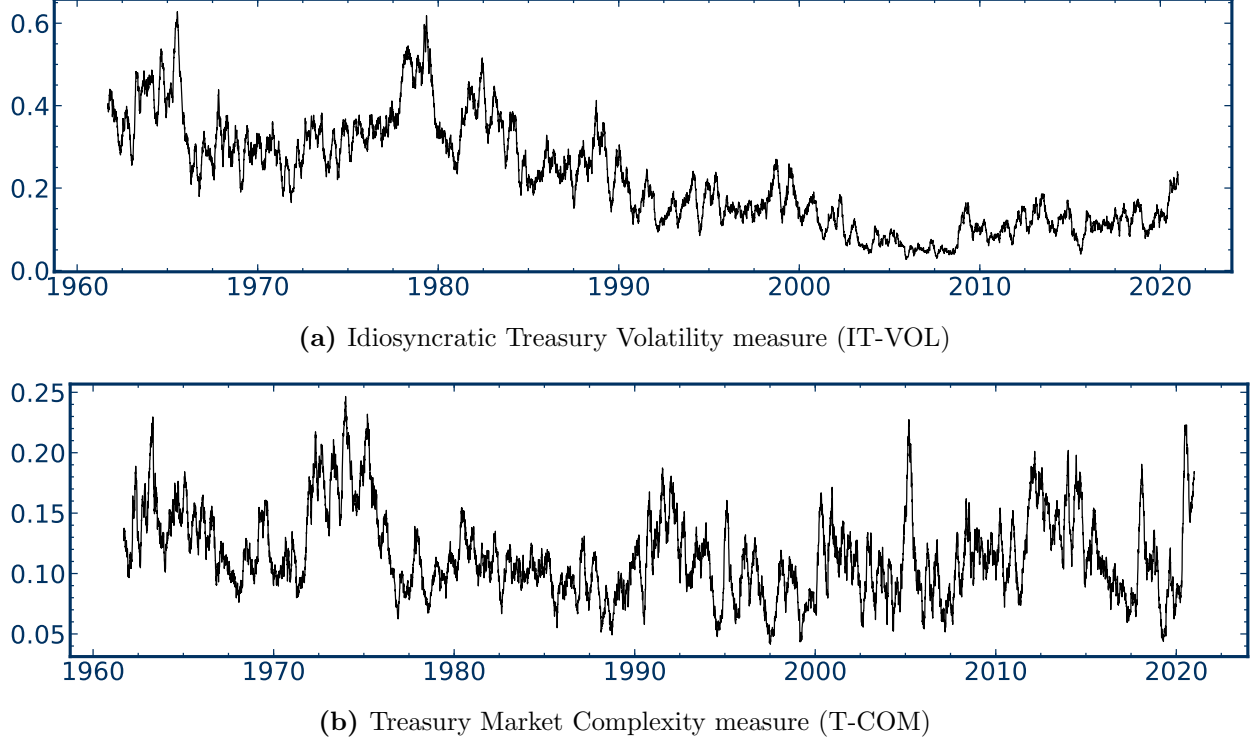 0.6
0.4
0.2
0.0
1960 1970 1980 1990 2000 2010 2020
(a) Idiosyncratic Treasury Volatility measure (IT-VOL)
0.25
0.20
0.15
0.10
0.05
1960 1970 1980 1990 2000 2010 2020
(b) Treasury Market Complexity measure (T-COM)